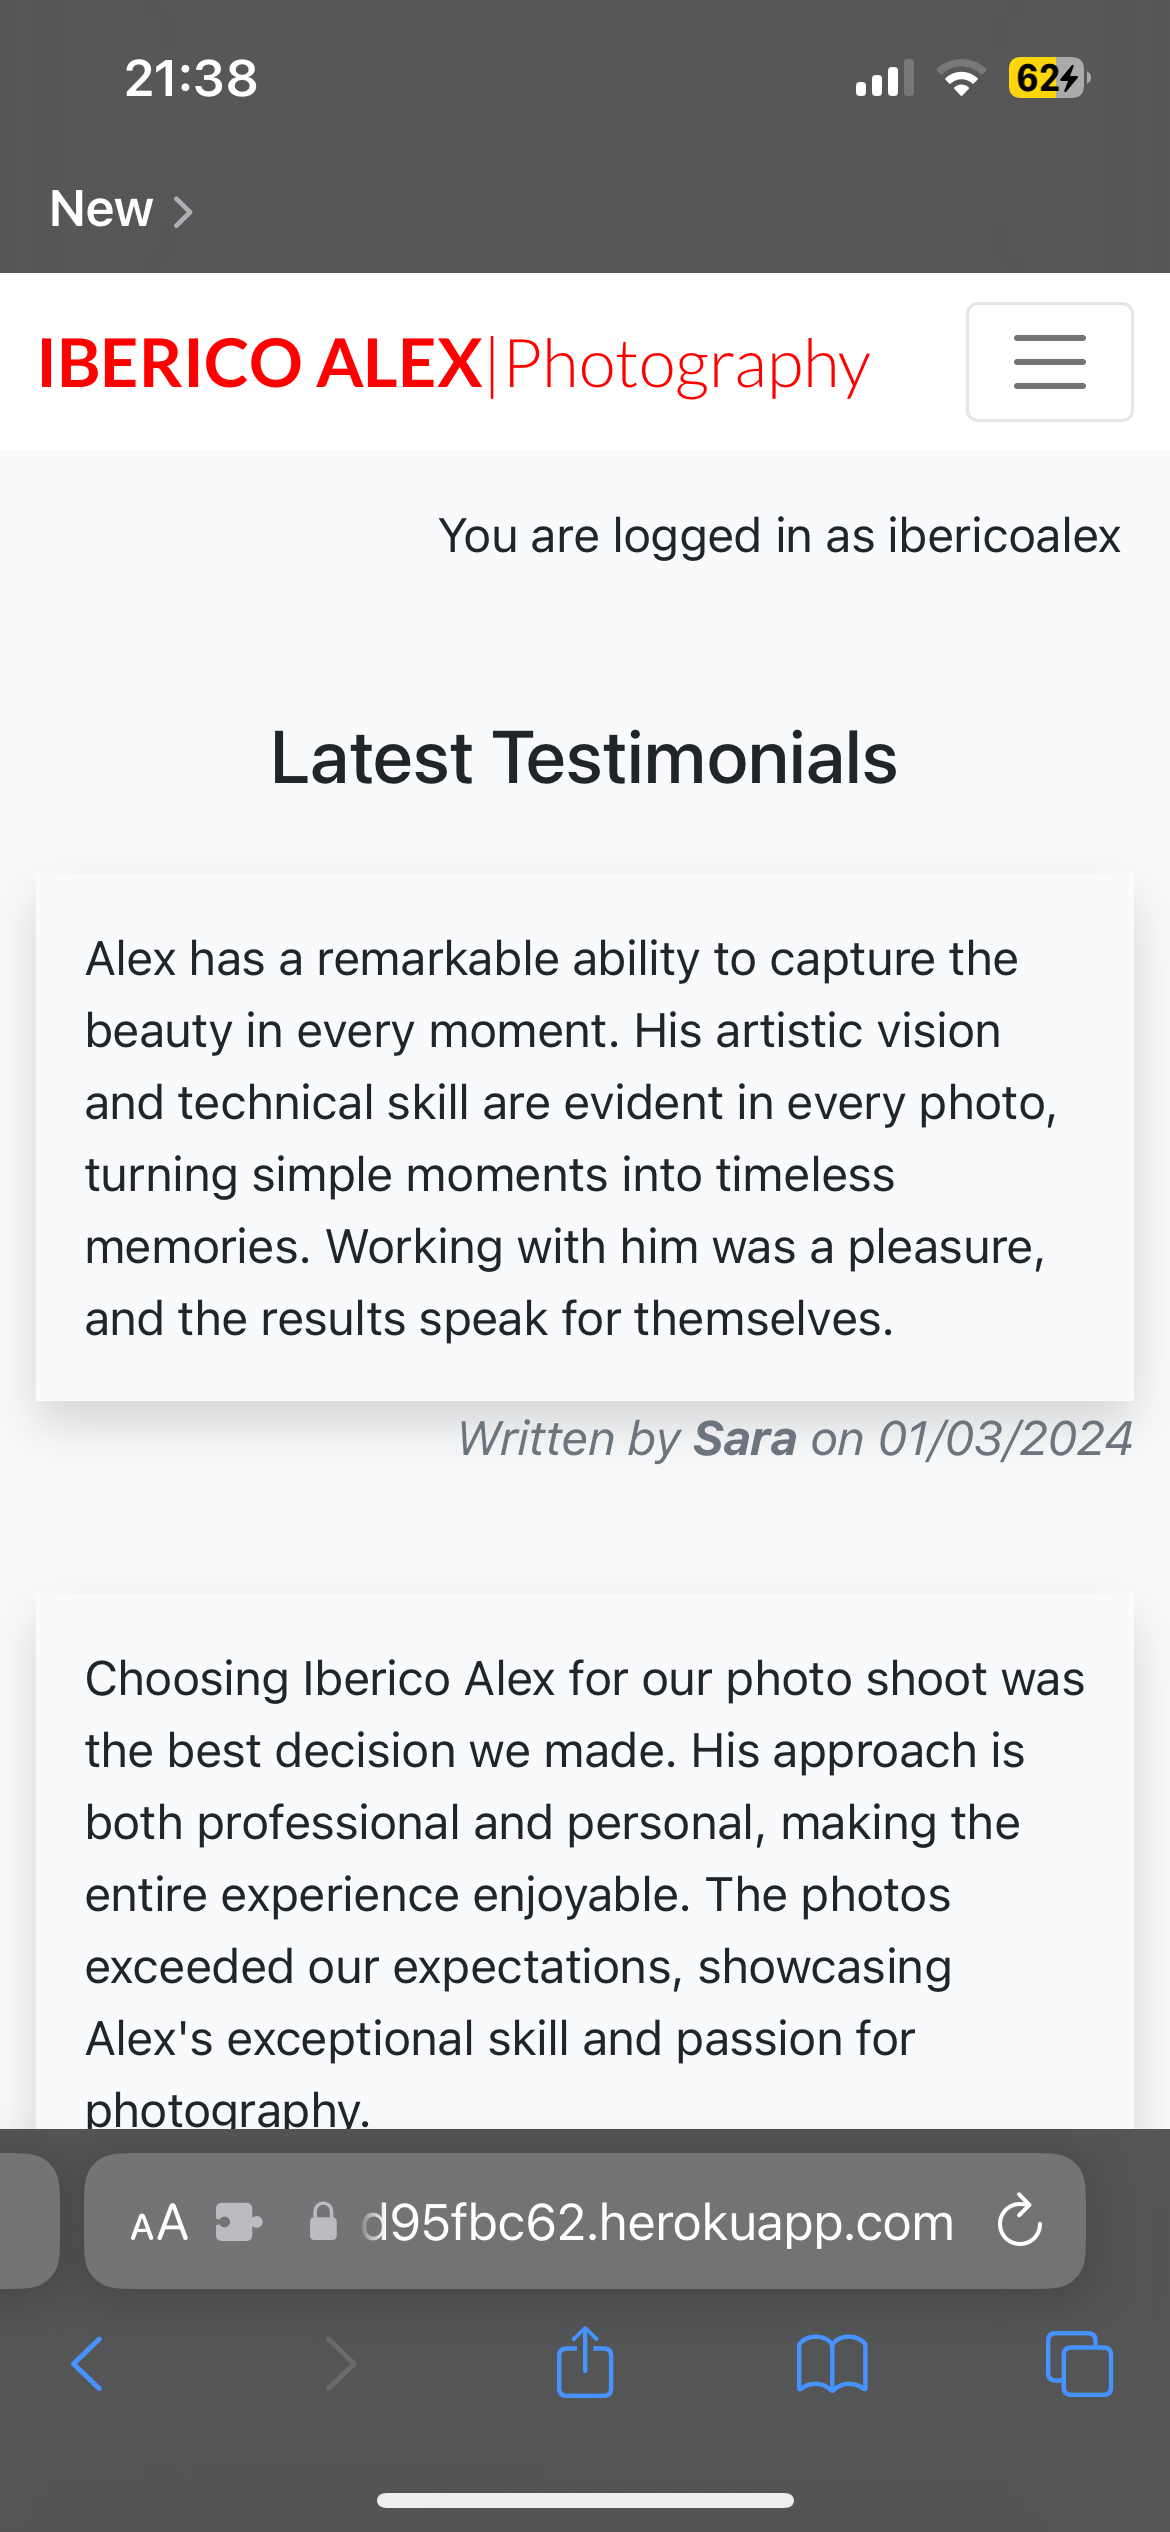 21:38
62
New
IBERICO ALEX|Photography
You are logged in as ibericoalex
Latest Testimonials
Alex has a remarkable ability to capture the
beauty in every moment. His artistic vision
and technical skill are evident in every photo,
turning simple moments into timeless
memories. Working with him was a pleasure,
and the results speak for themselves.
Written by Sara on 01/03/2024
Choosing Iberico Alex for our photo shoot was
the best decision we made. His approach is
both professional and personal, making the
entire experience enjoyable. The photos
exceeded our expectations, showcasing
Alex's exceptional skill and passion for
photography.
AA d95fbc62.herokuapp.com